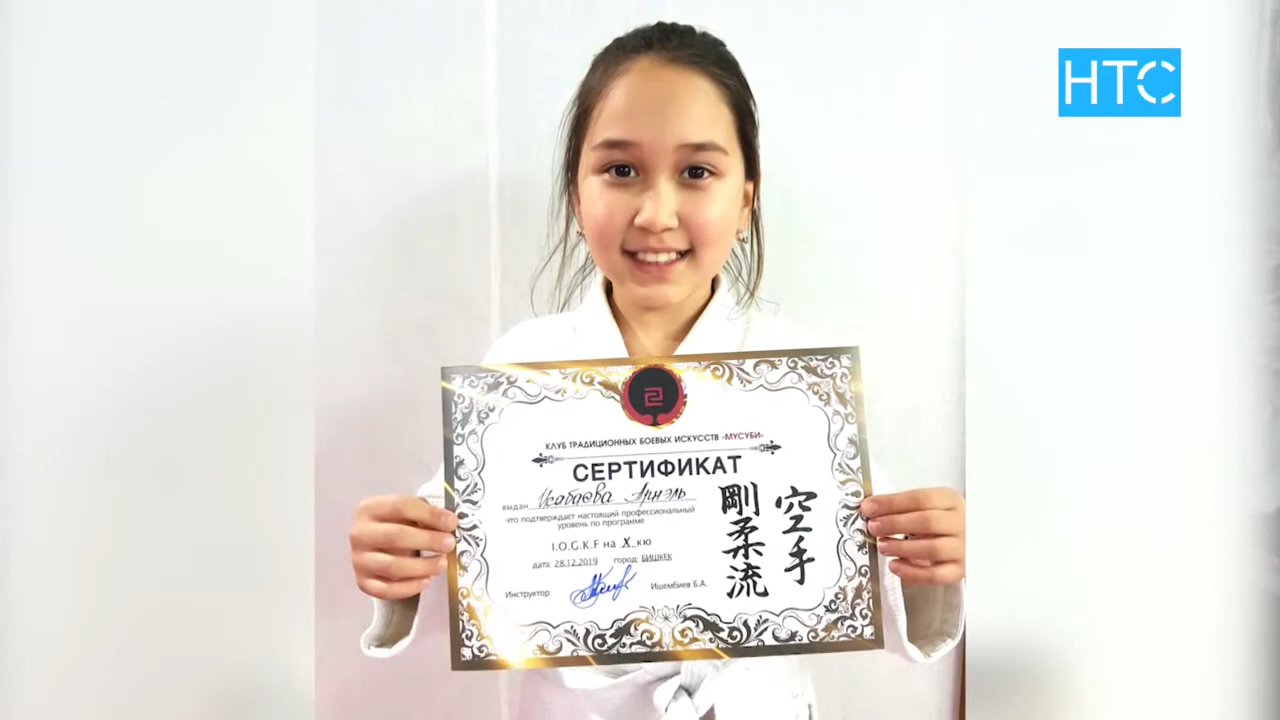 НТС
КЛУБ ТРАДИЦИОННЫХ БОЕВЫХ ИСКУССТВ «МУСУБИ»
СЕРТИФИКАТ
выдан Исабаева Арнэль
что подтверждает настоящий профессиональный
уровень по программе
I.O.G.K.F на X кю
дата: 28.12.2019 город: БИШКЕК
Инструктор Ишембиев Б.А.
空手
剛柔流